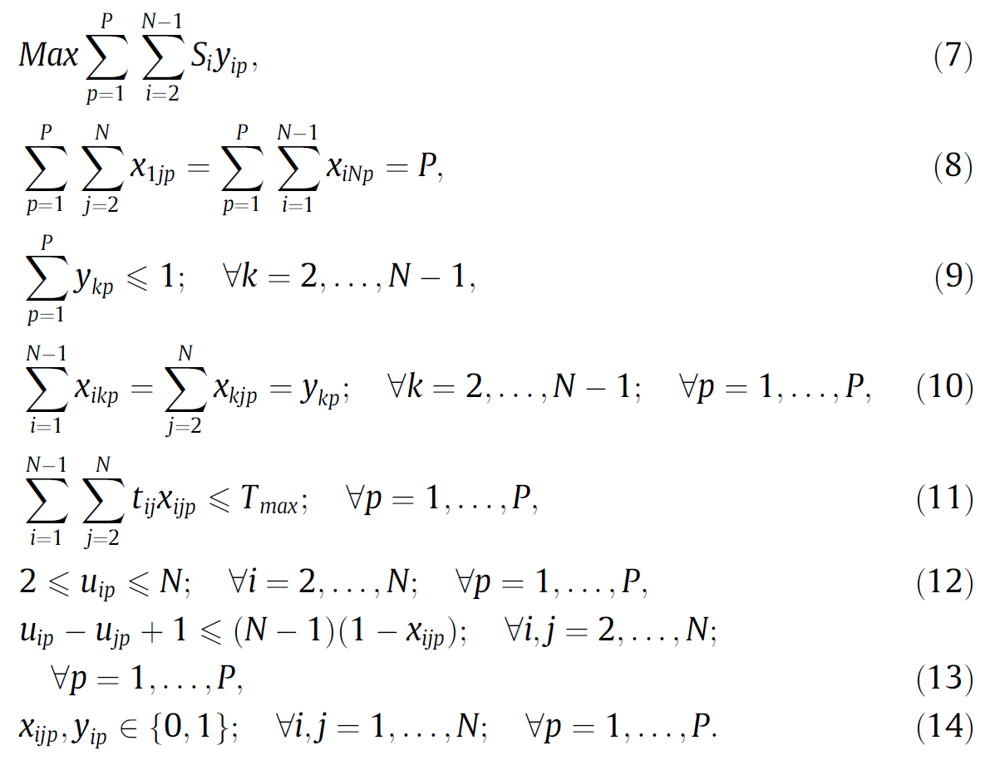 Max ∑_{p=1}^{P} ∑_{i=2}^{N−1} S_i y_{ip}, (7)
∑_{p=1}^{P} ∑_{j=2}^{N} x_{1jp} = ∑_{p=1}^{P} ∑_{i=1}^{N−1} x_{iNp} = P, (8)
∑_{p=1}^{P} y_{kp} ⩽ 1; ∀k = 2, . . . , N − 1, (9)
∑_{i=1}^{N−1} x_{ikp} = ∑_{j=2}^{N} x_{kjp} = y_{kp}; ∀k = 2, . . . , N − 1; ∀p = 1, . . . , P, (10)
∑_{i=1}^{N−1} ∑_{j=2}^{N} t_{ij} x_{ijp} ⩽ T_{max}; ∀p = 1, . . . , P, (11)
2 ⩽ u_{ip} ⩽ N; ∀i = 2, . . . , N; ∀p = 1, . . . , P, (12)
u_{ip} − u_{jp} + 1 ⩽ (N − 1)(1 − x_{ijp}); ∀i, j = 2, . . . , N;
∀p = 1, . . . , P, (13)
x_{ijp}, y_{ip} ∈ {0, 1}; ∀i, j = 1, . . . , N; ∀p = 1, . . . , P. (14)